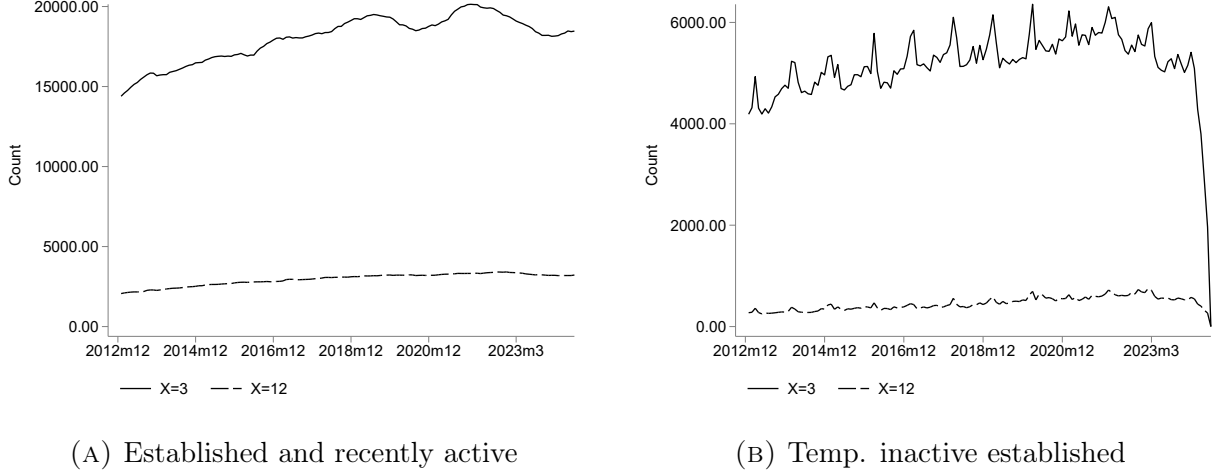 20000.00
15000.00
10000.00
5000.00
0.00
Count
2012m12 2014m12 2016m12 2018m12 2020m12 2023m3
X=3 X=12
(A) Established and recently active
6000.00
4000.00
2000.00
0.00
Count
2012m12 2014m12 2016m12 2018m12 2020m12 2023m3
X=3 X=12
(B) Temp. inactive established